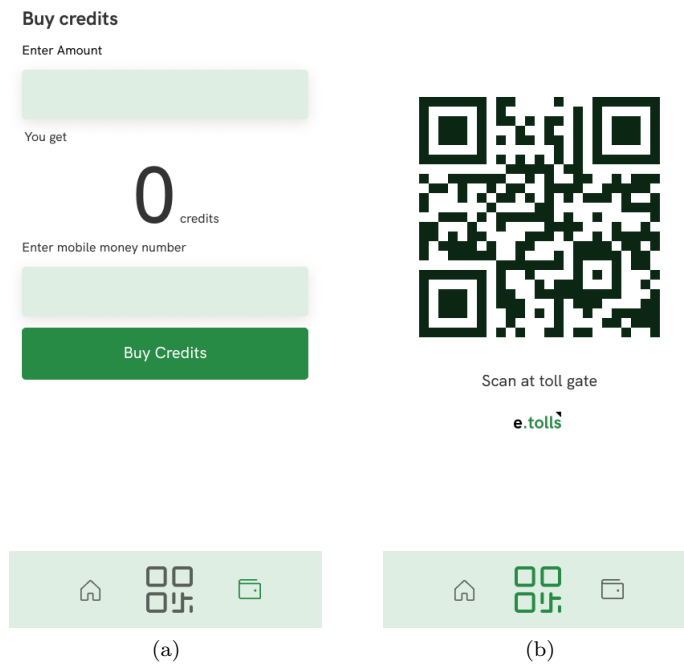 Buy credits
Enter Amount
You get
0 credits
Enter mobile money number
Buy Credits
(a)
Scan at toll gate
e.tolls
(b)